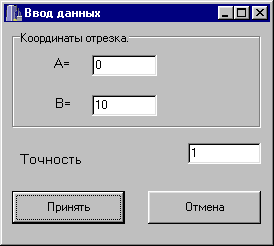 Ввод данных
Координаты отрезка.
A= 0
B= 10
Точность 1
Принять Отмена